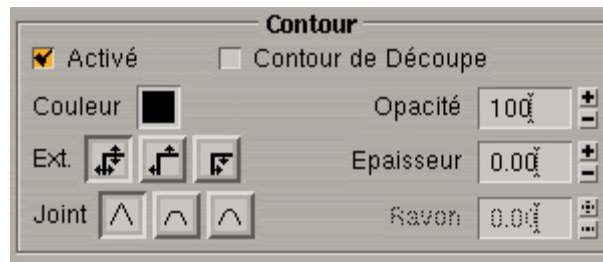 Contour
Activé Contour de Découpe
Couleur Opacité 100
Ext. Epaisseur 0.00
Joint Rayon 0.00